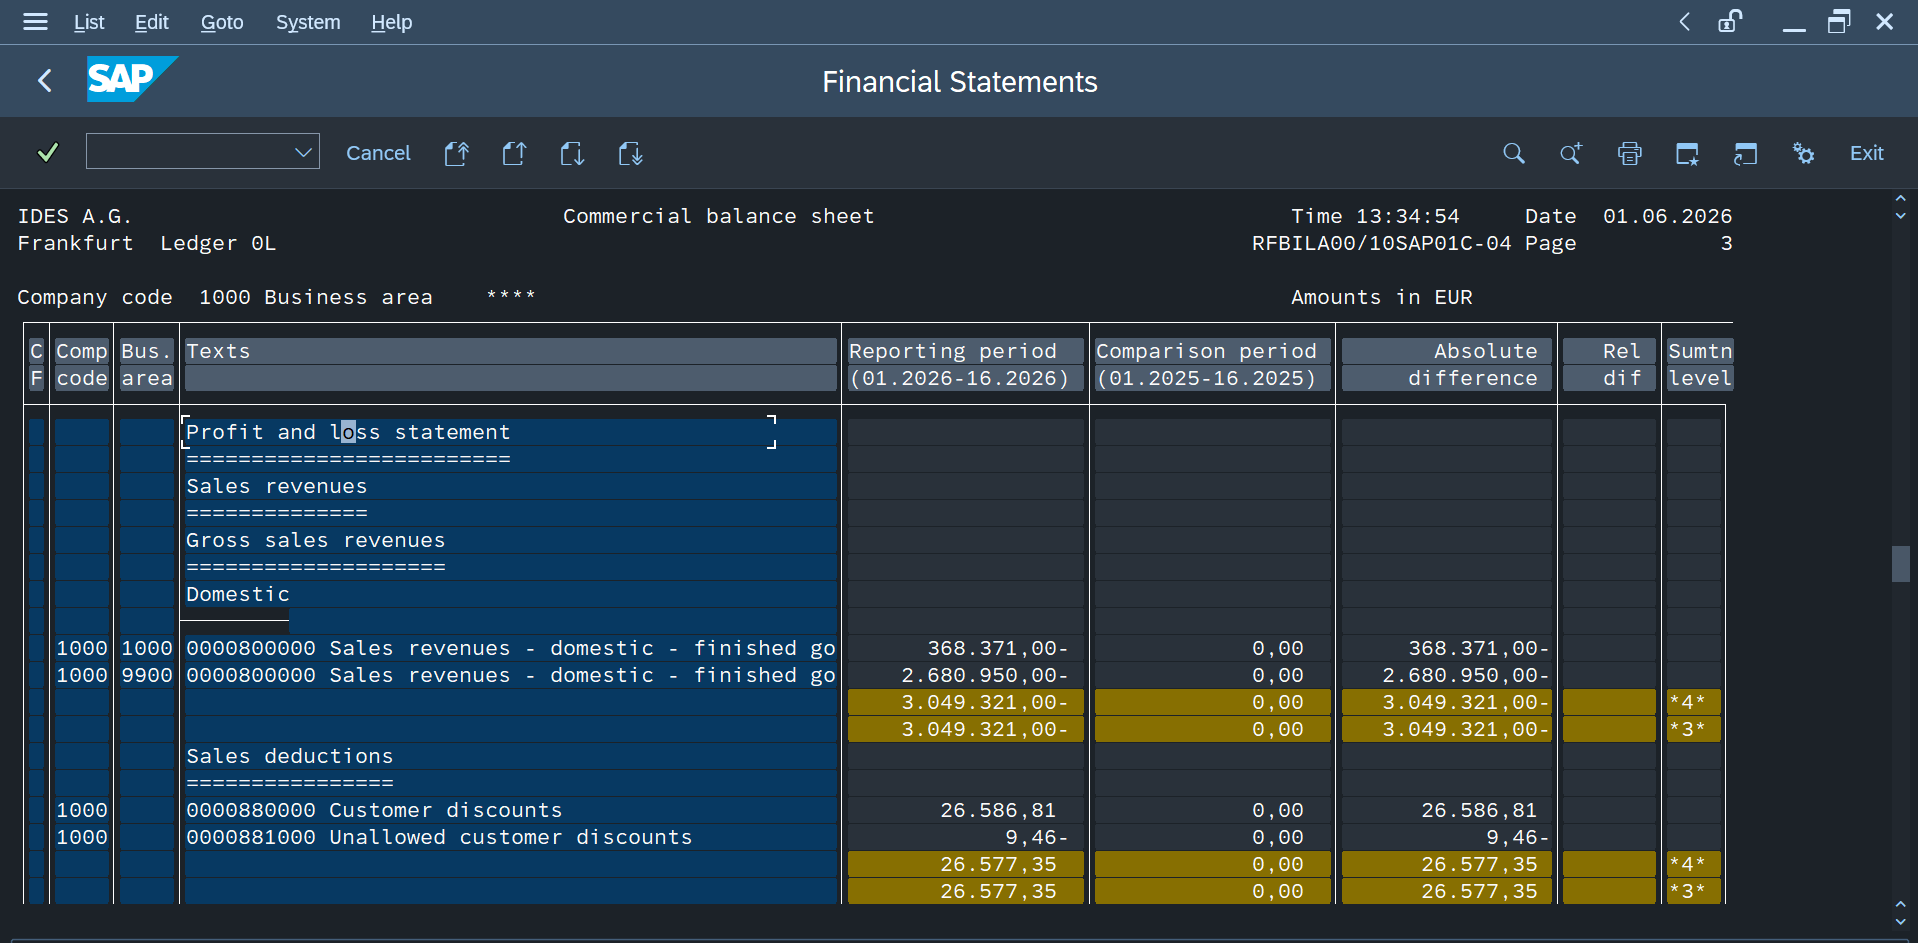 List Edit Goto System Help
SAP Financial Statements
Cancel Exit
IDES A.G. Commercial balance sheet Time 13:34:54 Date 01.06.2026
Frankfurt Ledger 0L RFBILA00/10SAP01C-04 Page 3
Company code 1000 Business area **** Amounts in EUR
C Comp Bus. Texts Reporting period Comparison period Absolute Rel Sumtn
F code area (01.2026-16.2026) (01.2025-16.2025) difference dif level
Profit and loss statement
=========================
Sales revenues
==============
Gross sales revenues
====================
Domestic
1000 1000 0000800000 Sales revenues - domestic - finished go 368.371,00- 0,00 368.371,00-
1000 9900 0000800000 Sales revenues - domestic - finished go 2.680.950,00- 0,00 2.680.950,00-
3.049.321,00- 0,00 3.049.321,00- *4*
3.049.321,00- 0,00 3.049.321,00- *3*
Sales deductions
================
1000 0000880000 Customer discounts 26.586,81 0,00 26.586,81
1000 0000881000 Unallowed customer discounts 9,46- 0,00 9,46-
26.577,35 0,00 26.577,35 *4*
26.577,35 0,00 26.577,35 *3*